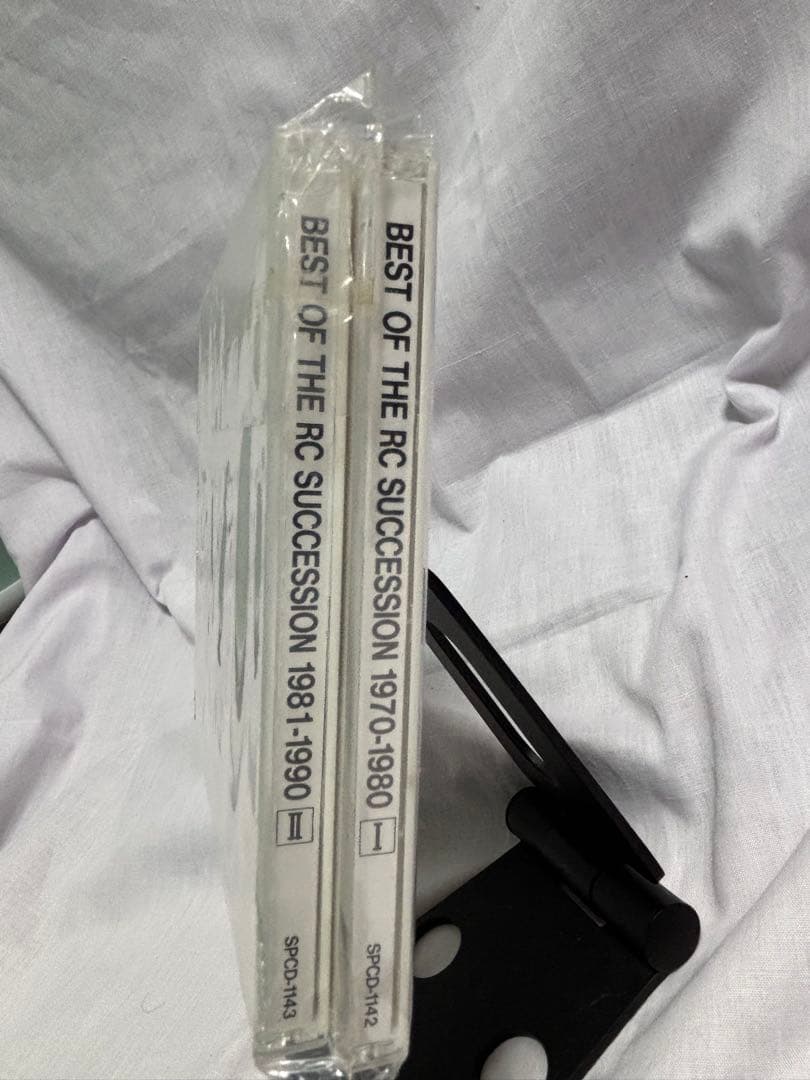 BEST OF THE RC SUCCESSION 1981-1990 II
SPCD-1143
BEST OF THE RC SUCCESSION 1970-1980 I
SPCD-1142